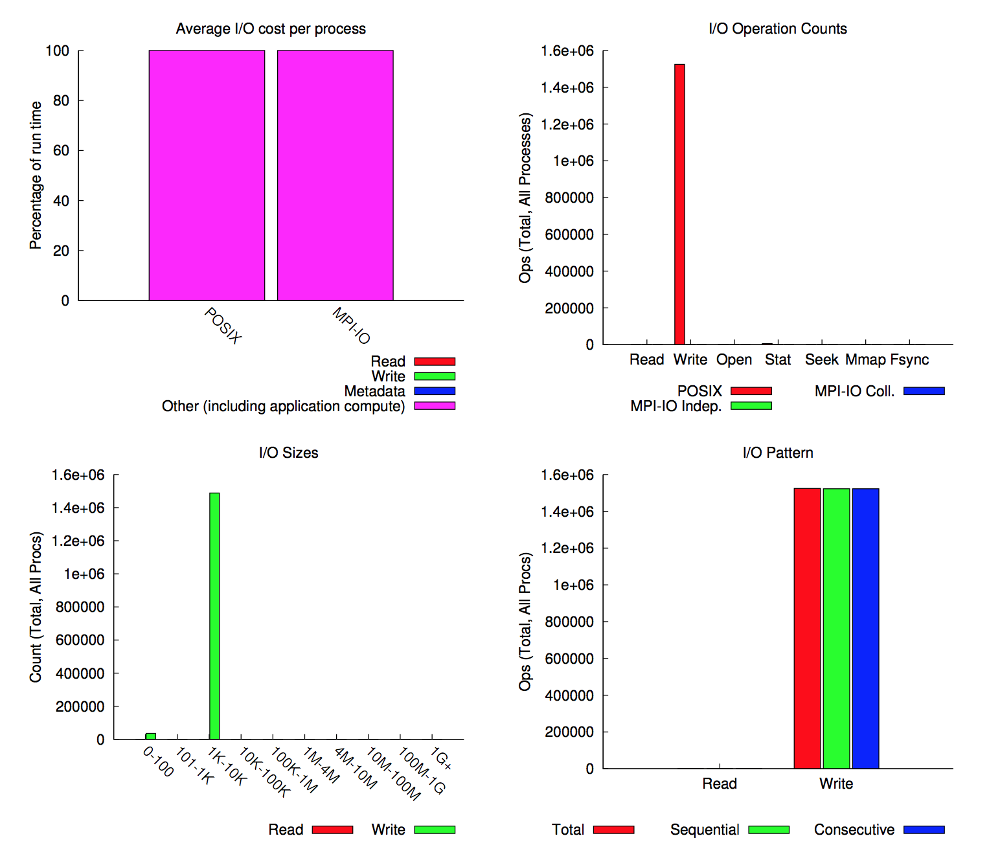 Average I/O cost per process
Percentage of run time
100
80
60
40
20
0
POSIX
MPI-IO
Read
Write
Metadata
Other (including application compute)
I/O Operation Counts
Ops (Total, All Processes)
1.6e+06
1.4e+06
1.2e+06
1e+06
800000
600000
400000
200000
0
Read Write Open Stat Seek Mmap Fsync
POSIX
MPI-IO Indep.
MPI-IO Coll.
I/O Sizes
Count (Total, All Procs)
1.6e+06
1.4e+06
1.2e+06
1e+06
800000
600000
400000
200000
0
0-100
101-1K
1K-10K
10K-100K
100K-1M
1M-4M
4M-10M
10M-100M
100M-1G
1G+
Read Write
I/O Pattern
Ops (Total, All Procs)
1.6e+06
1.4e+06
1.2e+06
1e+06
800000
600000
400000
200000
0
Read Write
Total Sequential Consecutive